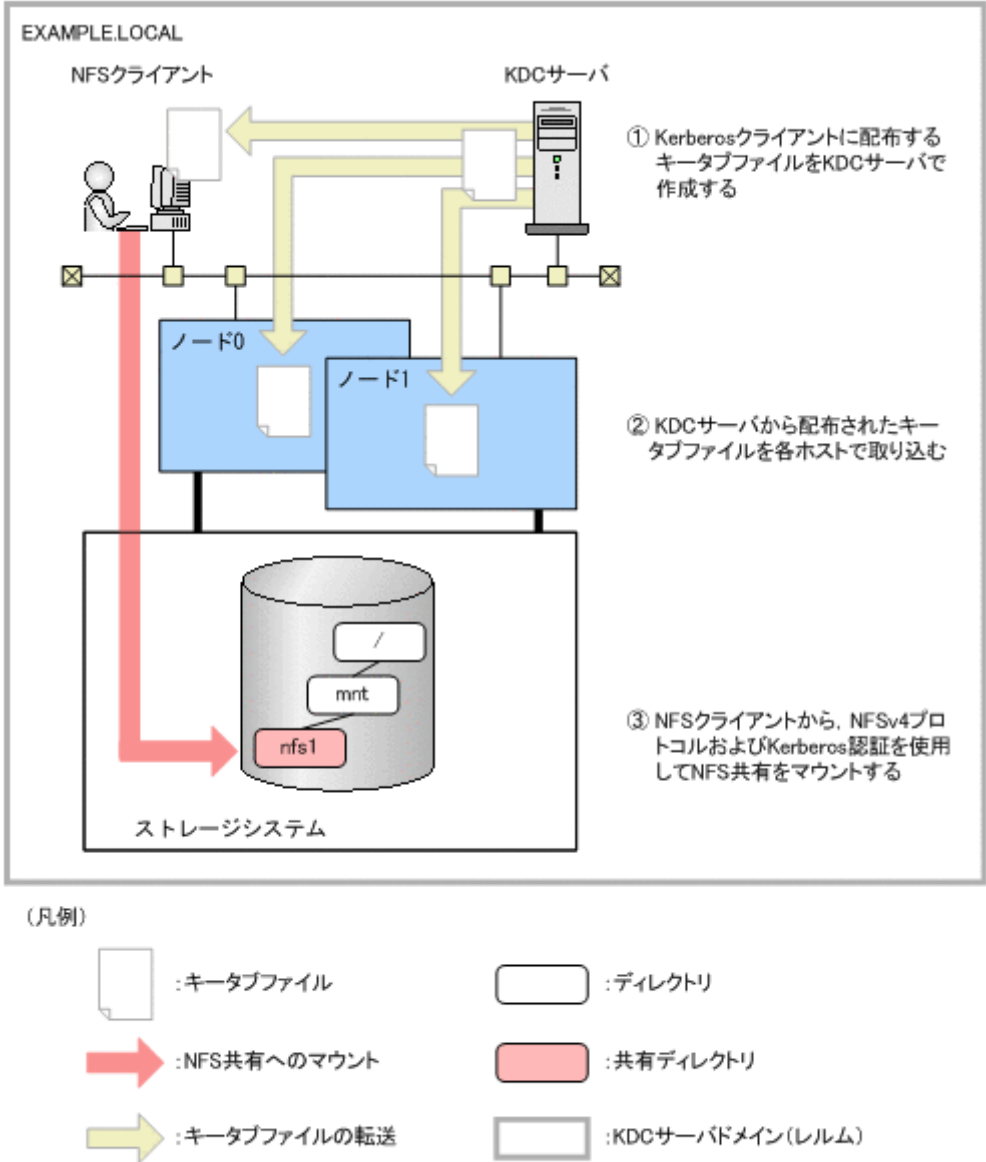 EXAMPLE.LOCAL
NFSクライアント
KDCサーバ
① Kerberosクライアントに配布する
キータブファイルをKDCサーバで
作成する
ノード0
ノード1
② KDCサーバから配布されたキー
タブファイルを各ホストで取り込む
/
mnt
nfs1
③ NFSクライアントから，NFSv4プロ
トコルおよびKerberos認証を使用
してNFS共有をマウントする
ストレージシステム
（凡例）
：キータブファイル
：ディレクトリ
：NFS共有へのマウント
：共有ディレクトリ
：キータブファイルの転送
：KDCサーバドメイン（レルム）